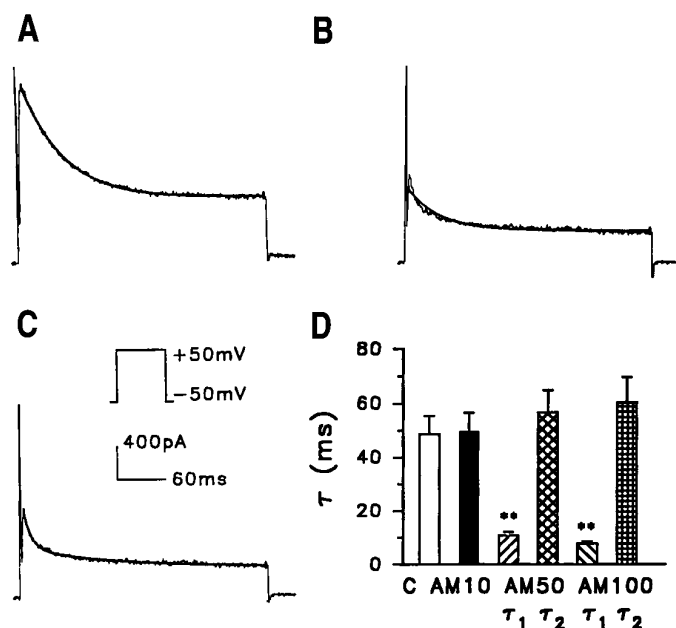 A
B
C
+50mV
-50mV
400pA
60ms
D
τ (ms)
80
60
40
20
0
**
**
C AM10 AM50 AM100
τ1 τ2 τ1 τ2